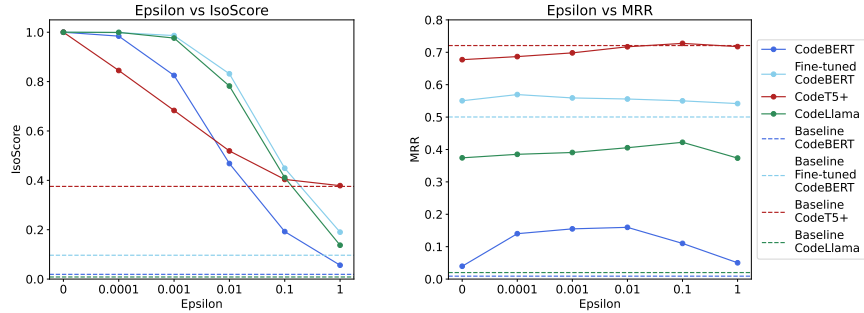 Epsilon vs IsoScore
IsoScore
1.0
0.8
0.6
0.4
0.2
0.0
0 0.0001 0.001 0.01 0.1 1
Epsilon
Epsilon vs MRR
MRR
0.8
0.7
0.6
0.5
0.4
0.3
0.2
0.1
0.0
0 0.0001 0.001 0.01 0.1 1
Epsilon
CodeBERT
Fine-tuned
CodeBERT
CodeT5+
CodeLlama
Baseline
CodeBERT
Baseline
Fine-tuned
CodeBERT
Baseline
CodeT5+
Baseline
CodeLlama